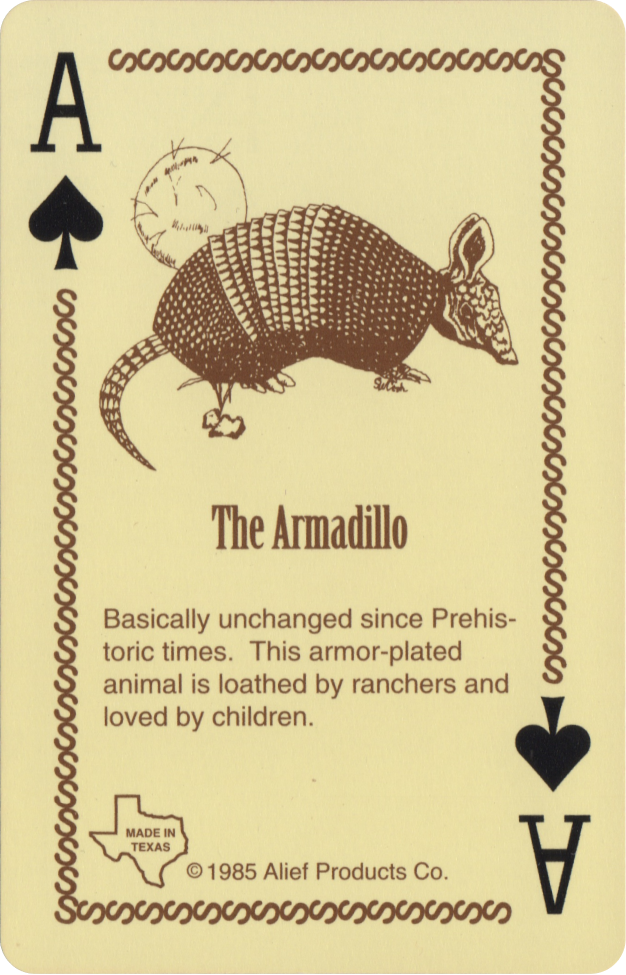 A
The Armadillo
Basically unchanged since Prehis-
toric times. This armor-plated
animal is loathed by ranchers and
loved by children.
MADE IN
TEXAS
© 1985 Alief Products Co.
A